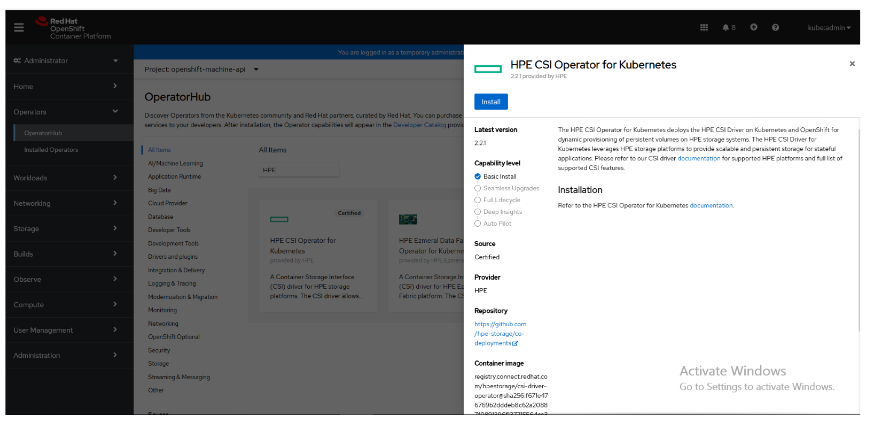 Red Hat
OpenShift
Container Platform
8
kube:admin
Administrator
Home
Operators
OperatorHub
Installed Operators
Workloads
Networking
Storage
Builds
Observe
Compute
User Management
Administration
You are logged in as a temporary administrat
Project: openshift-machine-api
OperatorHub
Discover Operators from the Kubernetes community and Red Hat partners, curated by Red Hat. You can purchase
services to your developers. After installation, the Operator capabilities will appear in the Developer Catalog provi
All Items
AI/Machine Learning
Application Runtime
Big Data
Cloud Provider
Database
Developer Tools
Development Tools
Drivers and plugins
Integration & Delivery
Logging & Tracing
Modernization & Migration
Monitoring
Networking
OpenShift Optional
Security
Storage
Streaming & Messaging
Other
All Items
HPE
Certified
HPE CSI Operator for
Kubernetes
provided by HPE
A Container Storage Interface
(CSI) driver for HPE storage
platforms. The CSI driver allows...
HPE Ezmeral Data Fa
Operator for Kuberne
provided by HPE Ezmera
A Container Storage In
(CSI) driver for HPE Ez
Fabric platform. The CS
HPE CSI Operator for Kubernetes
2.2.1 provided by HPE
Install
Latest version
2.2.1
Capability level
Basic Install
Seamless Upgrades
Full Lifecycle
Deep Insights
Auto Pilot
Source
Certified
Provider
HPE
Repository
https://github.com
/hpe-storage/co-
deployments
Container image
registry.connect.redhat.co
m/hpestorage/csi-driver-
The HPE CSI Operator for Kubernetes deploys the HPE CSI Driver on Kubernetes and OpenShift for
dynamic provisioning of persistent volumes on HPE storage systems. The HPE CSI Driver for
Kubernetes leverages HPE storage platforms to provide scalable and persistent storage for stateful
applications. Please refer to our CSI driver documentation for supported HPE platforms and full list of
supported CSI features.
Installation
Refer to the HPE CSI Operator for Kubernetes documentation.
Activate Windows
Go to Settings to activate Windows.